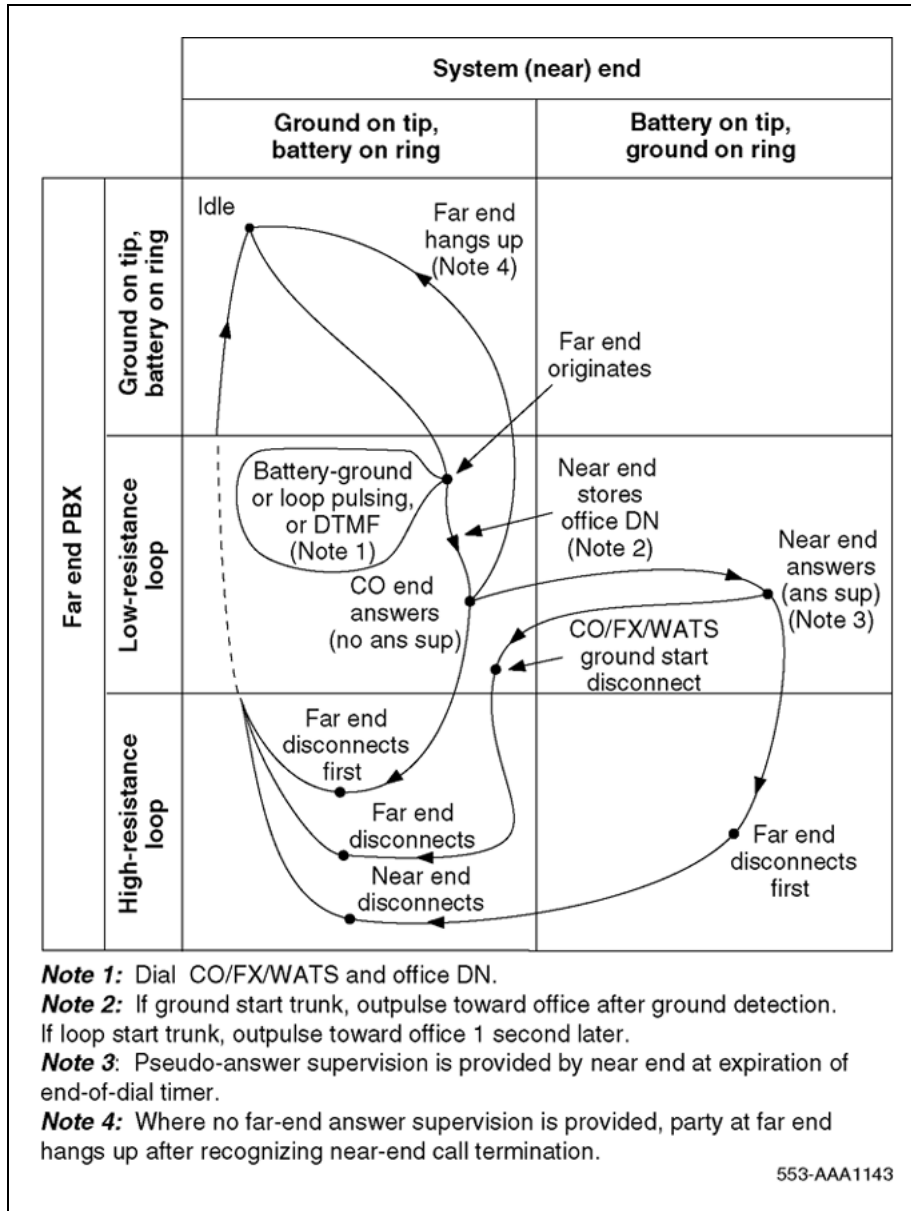 System (near) end
Ground on tip,
battery on ring
Battery on tip,
ground on ring
Far end PBX
Ground on tip,
battery on ring
Idle
Far end
hangs up
(Note 4)
Far end
originates
Low-resistance
loop
Battery-ground
or loop pulsing,
or DTMF
(Note 1)
Near end
stores
office DN
(Note 2)
CO end
answers
(no ans sup)
Near end
answers
(ans sup)
(Note 3)
CO/FX/WATS
ground start
disconnect
High-resistance
loop
Far end
disconnects
first
Far end
disconnects
Near end
disconnects
Far end
disconnects
first
Note 1: Dial CO/FX/WATS and office DN.
Note 2: If ground start trunk, outpulse toward office after ground detection.
If loop start trunk, outpulse toward office 1 second later.
Note 3: Pseudo-answer supervision is provided by near end at expiration of
end-of-dial timer.
Note 4: Where no far-end answer supervision is provided, party at far end
hangs up after recognizing near-end call termination.
553-AAA1143